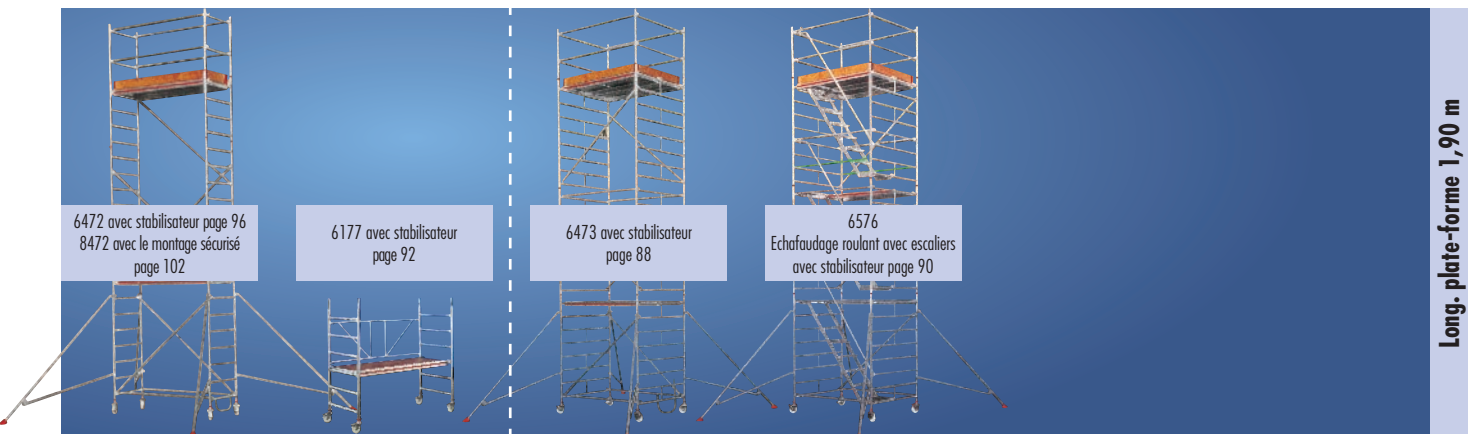 6472 avec stabilisateur page 96
8472 avec le montage sécurisé
page 102
6177 avec stabilisateur
page 92
6473 avec stabilisateur
page 88
6576
Echafaudage roulant avec escaliers
avec stabilisateur page 90
Long. plate-forme 1,90 m